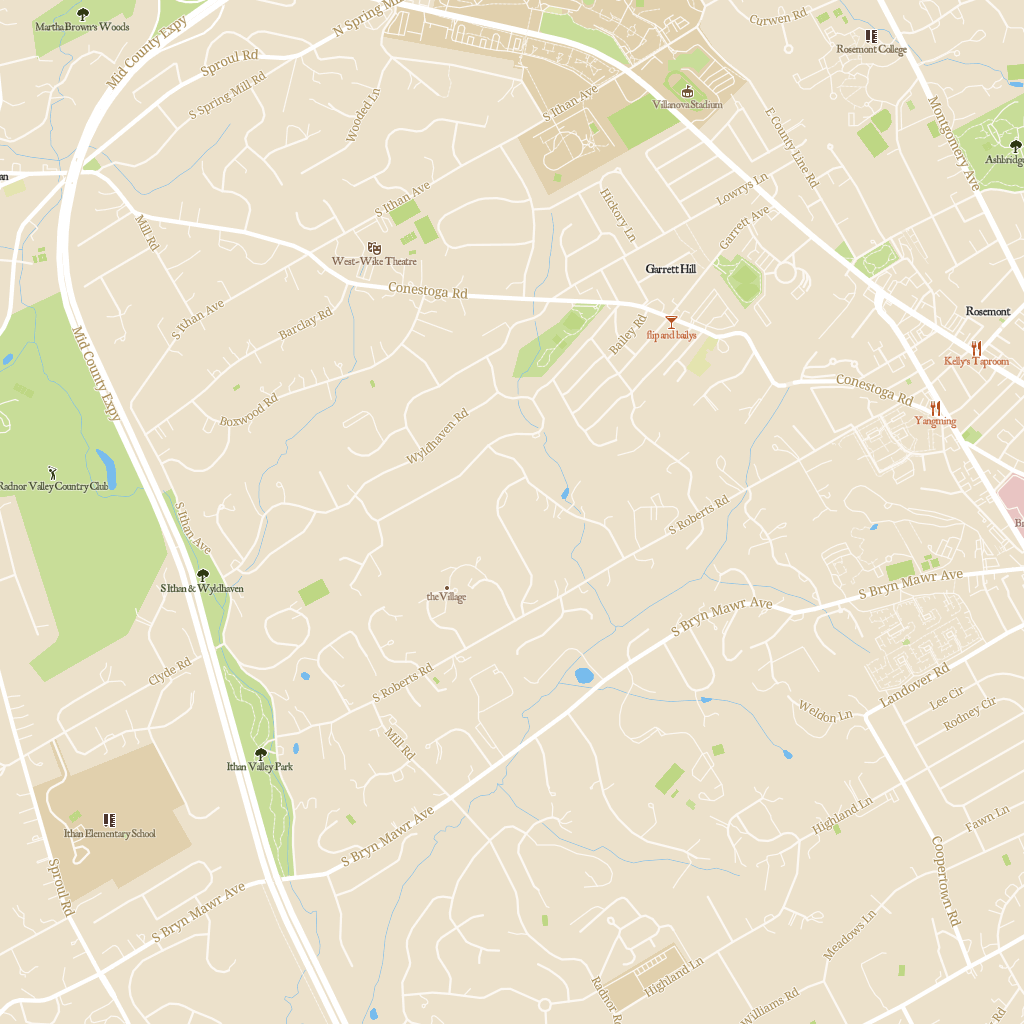 Martha Brown's Woods
Mid County Expy
Sproul Rd
N Spring Mill
S Spring Mill Rd
Wooded Ln
S Ithan Ave
Villanova Stadium
Curwen Rd
Rosemont College
E County Line Rd
Montgomery Ave
Ashbridge
an
Mill Rd
S Ithan Ave
West-Wike Theatre
Hickory Ln
Lowrys Ln
Garrett Ave
Garrett Hill
Conestoga Rd
S Ithan Ave
Barclay Rd
Bailey Rd
flip and bailys
Rosemont
Kelly's Taproom
Mid County Expy
Boxwood Rd
Wyldhaven Rd
Conestoga Rd
Yangming
Radnor Valley Country Club
S Ithan Ave
S Roberts Rd
Br
S Ithan & Wyldhaven
the Village
S Bryn Mawr Ave
S Bryn Mawr Ave
Clyde Rd
S Roberts Rd
Landover Rd
Lee Cir
Rodney Cir
Weldon Ln
Mill Rd
Ithan Valley Park
Ithan Elementary School
S Bryn Mawr Ave
Highland Ln
Fawn Ln
Sproul Rd
S Bryn Mawr Ave
Coopertown Rd
Meadows Ln
Highland Ln
Radnor Rd
Williams Rd
Rd